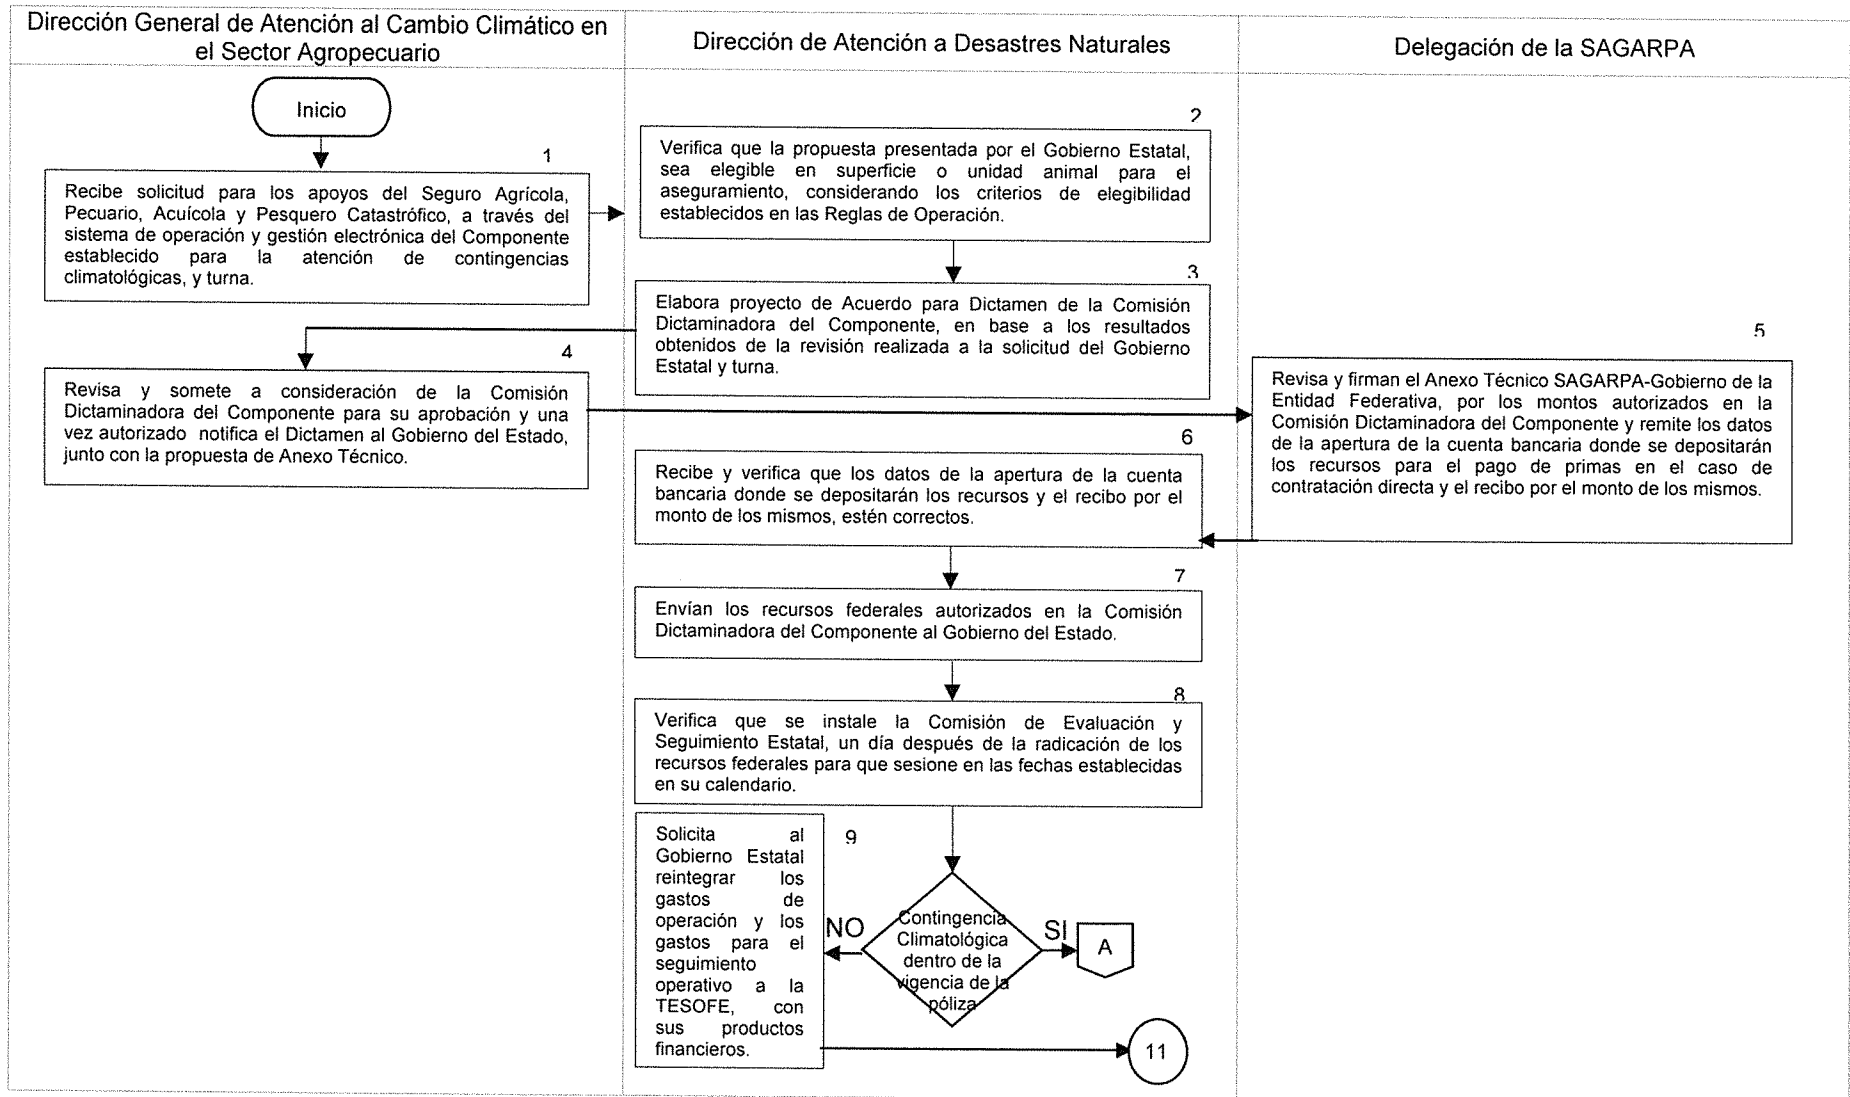 Dirección General de Atención al Cambio Climático en
el Sector Agropecuario
Dirección de Atención a Desastres Naturales
Delegación de la SAGARPA
Inicio
1
Recibe solicitud para los apoyos del Seguro Agrícola,
Pecuario, Acuícola y Pesquero Catastrófico, a través del
sistema de operación y gestión electrónica del Componente
establecido para la atención de contingencias
climatológicas, y turna.
2
Verifica que la propuesta presentada por el Gobierno Estatal,
sea elegible en superficie o unidad animal para el
aseguramiento, considerando los criterios de elegibilidad
establecidos en las Reglas de Operación.
3
Elabora proyecto de Acuerdo para Dictamen de la Comisión
Dictaminadora del Componente, en base a los resultados
obtenidos de la revisión realizada a la solicitud del Gobierno
Estatal y turna.
4
Revisa y somete a consideración de la Comisión
Dictaminadora del Componente para su aprobación y una
vez autorizado notifica el Dictamen al Gobierno del Estado,
junto con la propuesta de Anexo Técnico.
5
Revisa y firman el Anexo Técnico SAGARPA-Gobierno de la
Entidad Federativa, por los montos autorizados en la
Comisión Dictaminadora del Componente y remite los datos
de la apertura de la cuenta bancaria donde se depositarán
los recursos para el pago de primas en el caso de
contratación directa y el recibo por el monto de los mismos.
6
Recibe y verifica que los datos de la apertura de la cuenta
bancaria donde se depositarán los recursos y el recibo por el
monto de los mismos, estén correctos.
7
Envían los recursos federales autorizados en la Comisión
Dictaminadora del Componente al Gobierno del Estado.
8
Verifica que se instale la Comisión de Evaluación y
Seguimiento Estatal, un día después de la radicación de los
recursos federales para que sesione en las fechas establecidas
en su calendario.
9
Solicita al
Gobierno Estatal
reintegrar los
gastos de
operación y los
gastos para el
seguimiento
operativo a la
TESOFE, con
sus productos
financieros.
NO
Contingencia
Climatológica
dentro de la
vigencia de la
póliza
SI
A
11